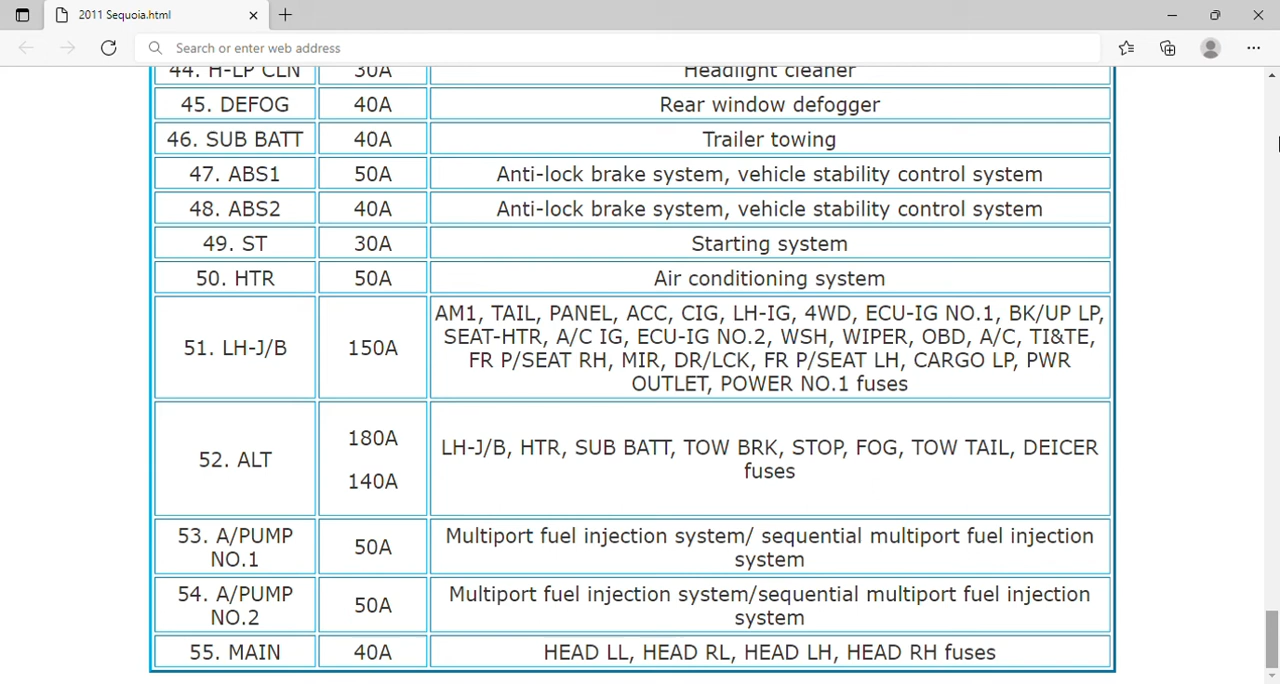 2011 Sequoia.html
Search or enter web address
44. H-LP CLN 30A Headlight cleaner
45. DEFOG 40A Rear window defogger
46. SUB BATT 40A Trailer towing
47. ABS1 50A Anti-lock brake system, vehicle stability control system
48. ABS2 40A Anti-lock brake system, vehicle stability control system
49. ST 30A Starting system
50. HTR 50A Air conditioning system
51. LH-J/B 150A
AM1, TAIL, PANEL, ACC, CIG, LH-IG, 4WD, ECU-IG NO.1, BK/UP LP,
SEAT-HTR, A/C IG, ECU-IG NO.2, WSH, WIPER, OBD, A/C, TI&TE,
FR P/SEAT RH, MIR, DR/LCK, FR P/SEAT LH, CARGO LP, PWR
OUTLET, POWER NO.1 fuses
52. ALT
180A
140A
LH-J/B, HTR, SUB BATT, TOW BRK, STOP, FOG, TOW TAIL, DEICER
fuses
53. A/PUMP
NO.1
50A
Multiport fuel injection system/ sequential multiport fuel injection
system
54. A/PUMP
NO.2
50A
Multiport fuel injection system/sequential multiport fuel injection
system
55. MAIN 40A HEAD LL, HEAD RL, HEAD LH, HEAD RH fuses